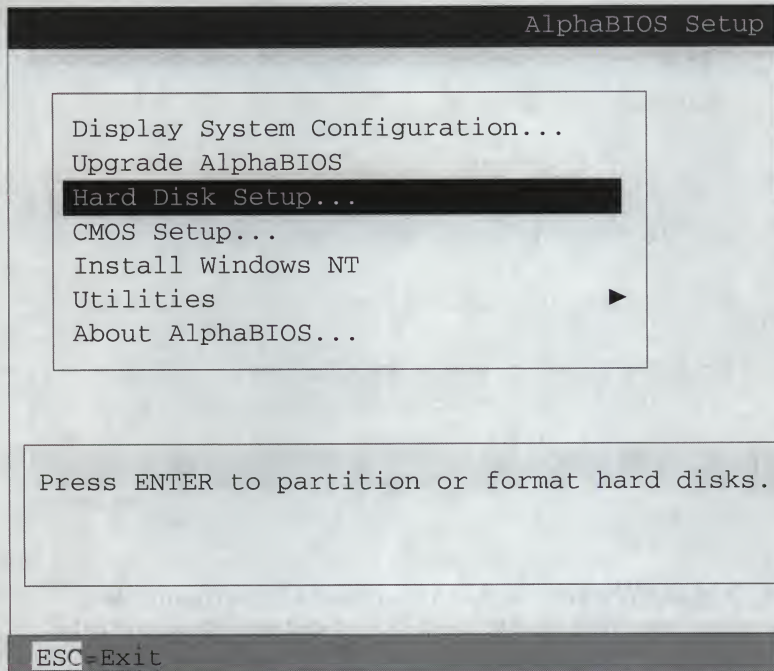 AlphaBIOS Setup
Display System Configuration...
Upgrade AlphaBIOS
Hard Disk Setup...
CMOS Setup...
Install Windows NT
Utilities
About AlphaBIOS...
Press ENTER to partition or format hard disks.
ESC=Exit